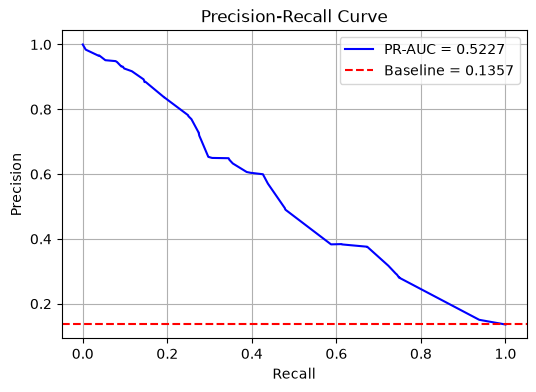 Precision-Recall Curve
PR-AUC = 0.5227
Baseline = 0.1357
1.0
0.8
0.6
0.4
0.2
Precision
0.0
0.2
0.4
0.6
0.8
1.0
Recall